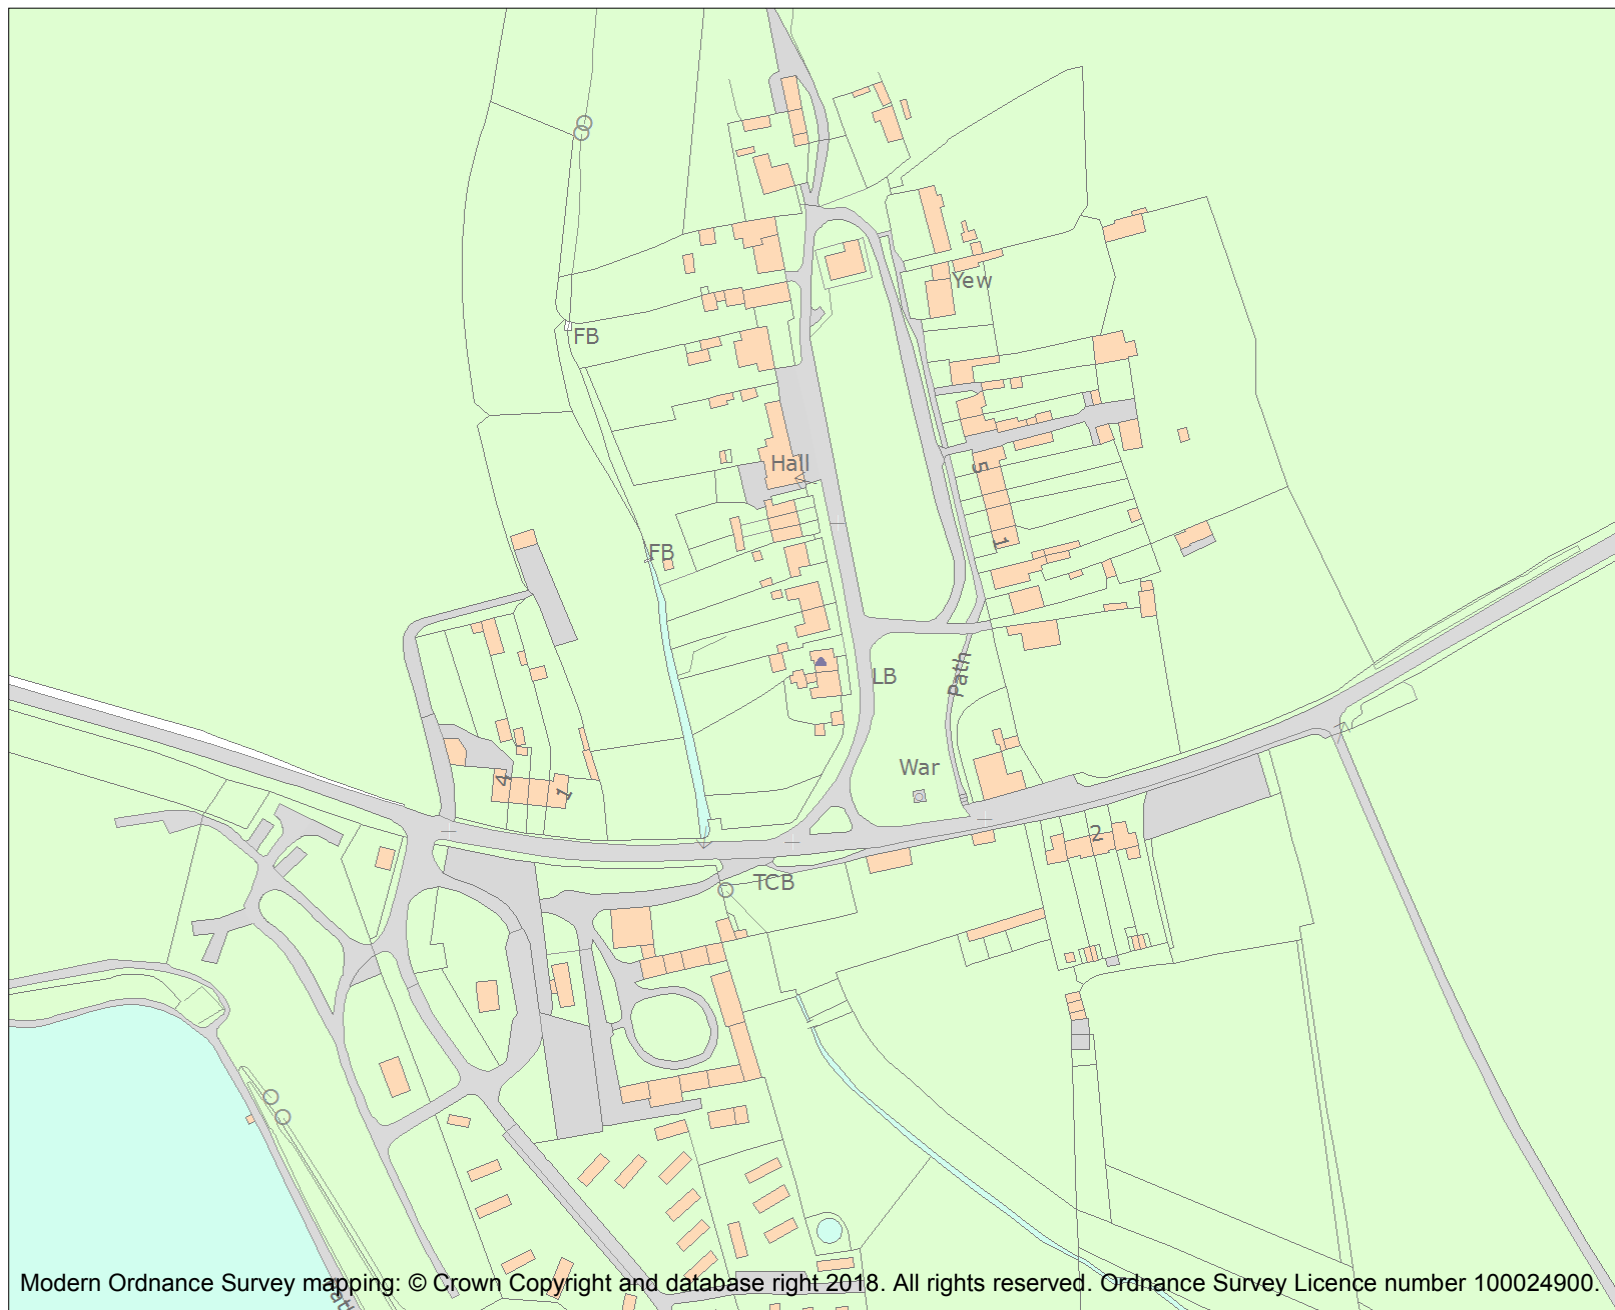 Yew
FB
Hall
5
FB
1
LB
Path
War
4
1
2
TCB
Modern Ordnance Survey mapping: © Crown Copyright and database right 2018. All rights reserved. Ordnance Survey Licence number 100024900.